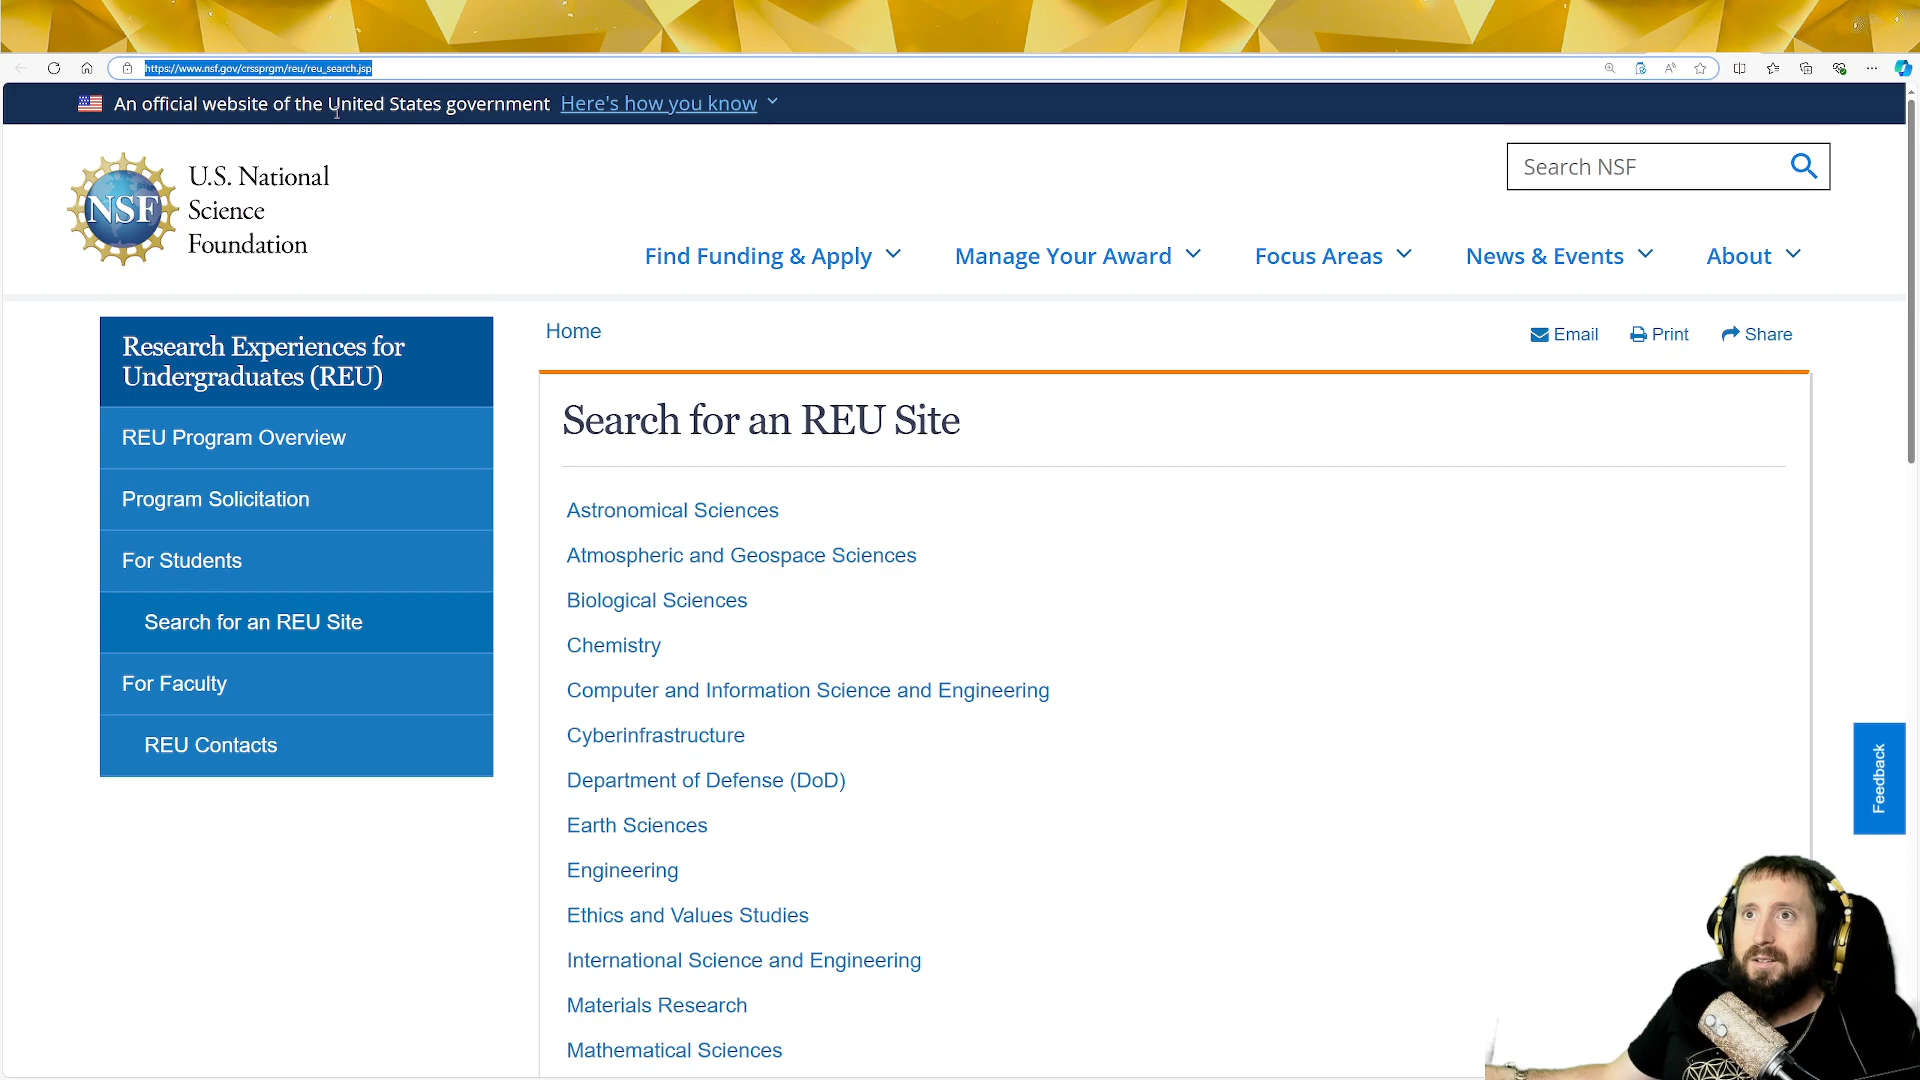 https://www.nsf.gov/crssprgm/reu/reu_search.jsp
An official website of the United States government Here's how you know
NSF
U.S. National
Science
Foundation
Search NSF
Find Funding & Apply
Manage Your Award
Focus Areas
News & Events
About
Research Experiences for
Undergraduates (REU)
REU Program Overview
Program Solicitation
For Students
Search for an REU Site
For Faculty
REU Contacts
Home
Email
Print
Share
Search for an REU Site
Astronomical Sciences
Atmospheric and Geospace Sciences
Biological Sciences
Chemistry
Computer and Information Science and Engineering
Cyberinfrastructure
Department of Defense (DoD)
Earth Sciences
Engineering
Ethics and Values Studies
International Science and Engineering
Materials Research
Mathematical Sciences
Feedback